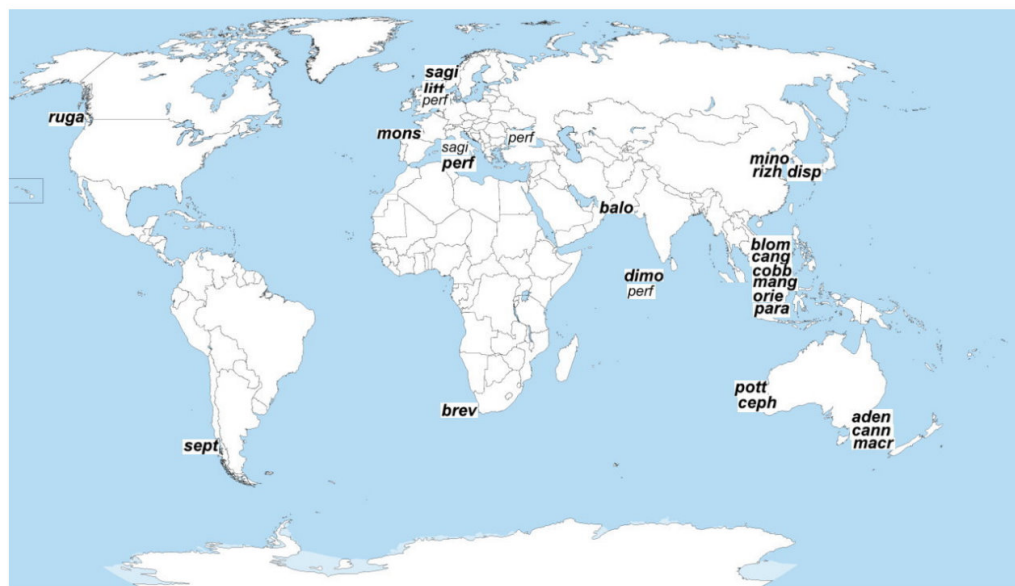 sagi
litt
perf
ruga
mons
sagi
perf
perf
mino
rizh disp
balo
blom
cang
cobb
mang
orie
para
dimo
perf
pott
ceph
brev
aden
cann
macr
sept